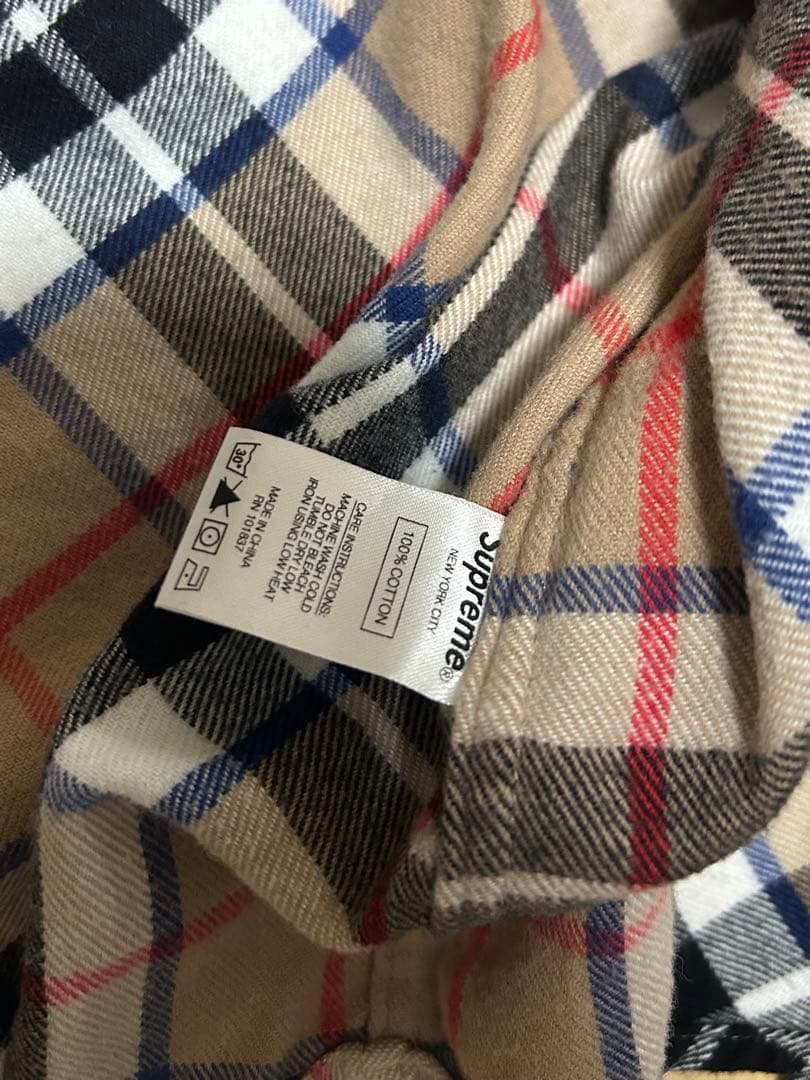 Supreme®
NEW YORK CITY
100% COTTON
CARE INSTRUCTIONS:
MACHINE WASH COLD
DO NOT BLEACH
TUMBLE DRY LOW
IRON USING LOW HEAT
MADE IN CHINA
RN 101837
30°